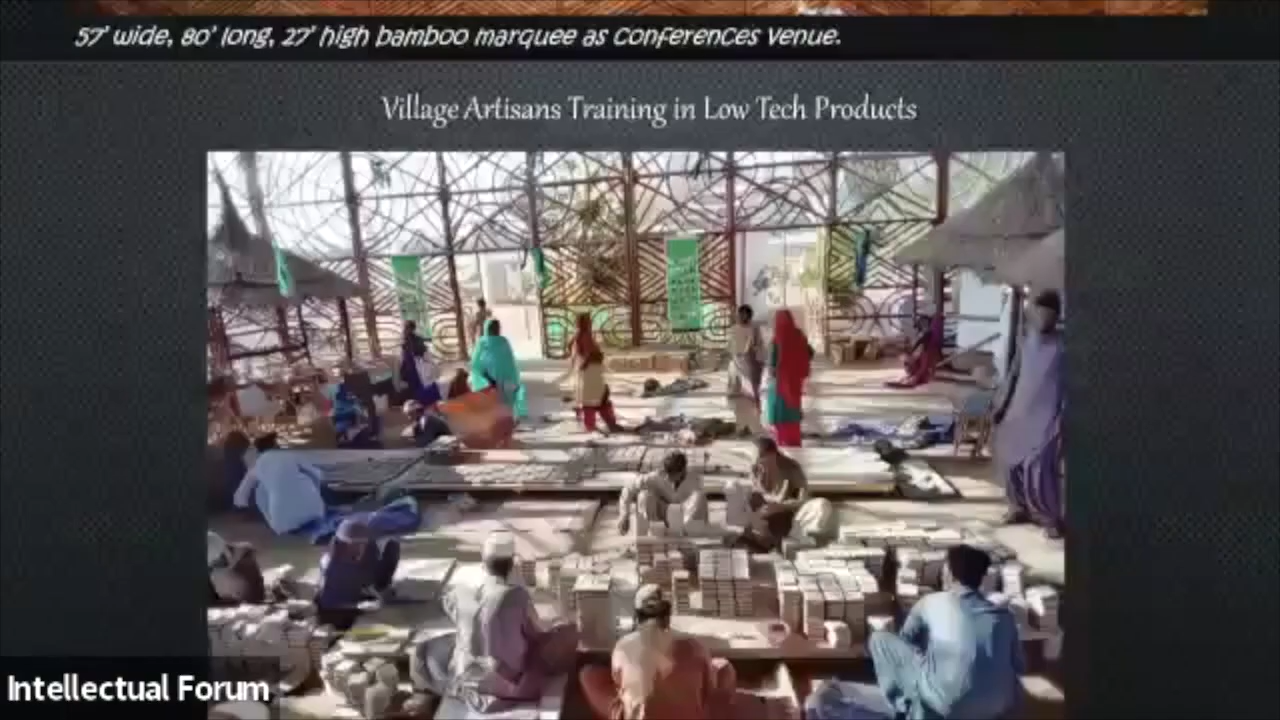 57' wide, 80' long, 27' high bamboo marquee as conferences venue.
Village Artisans Training in Low Tech Products
Intellectual Forum